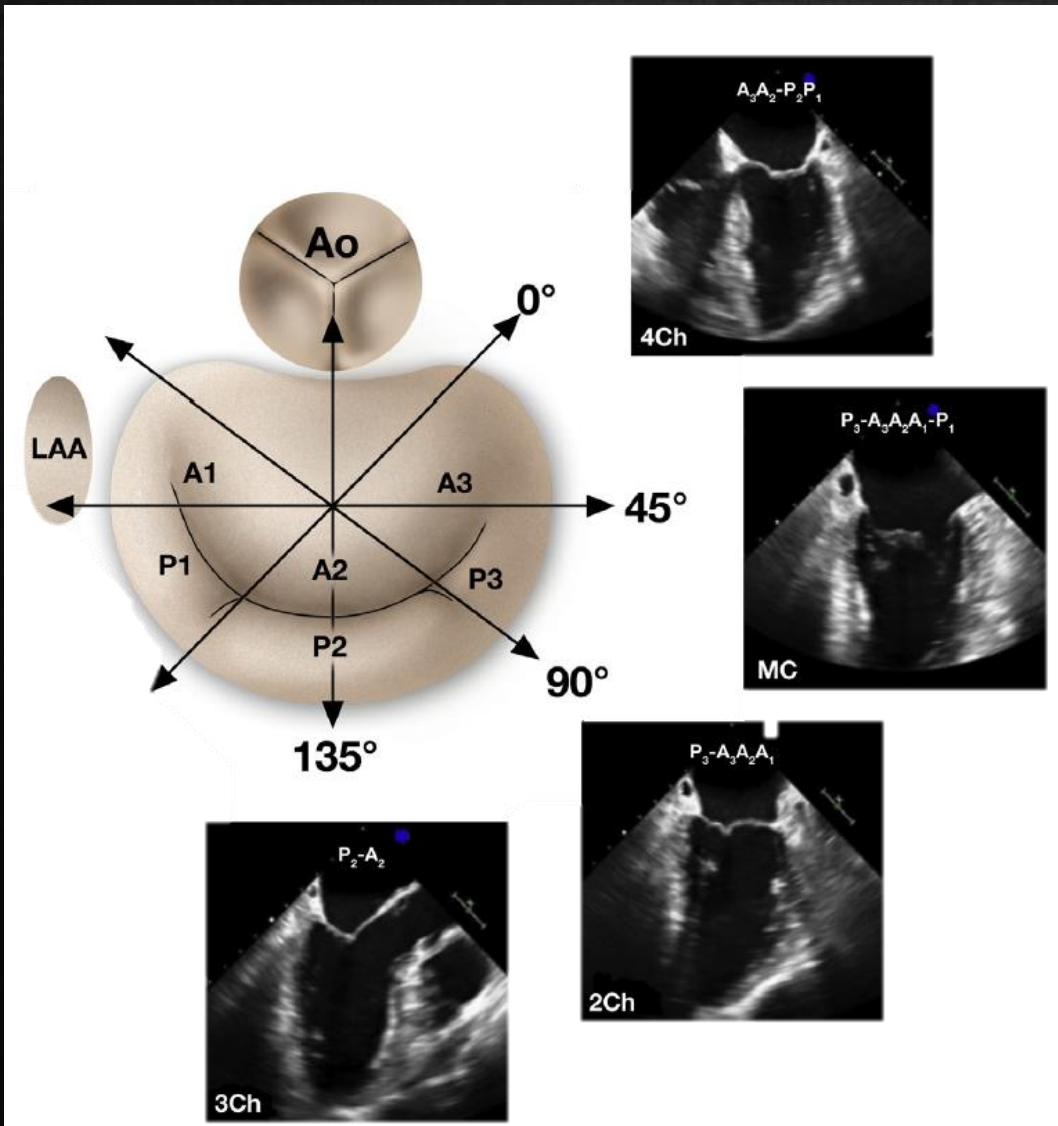 A₃A₂-P₂P₁
4Ch
Ao
0°
LAA
A1
A3
45°
P1
A2
P3
P2
90°
135°
P₃-A₃A₂A₁-P₁
MC
P₃-A₃A₂A₁
2Ch
P₂-A₂
3Ch